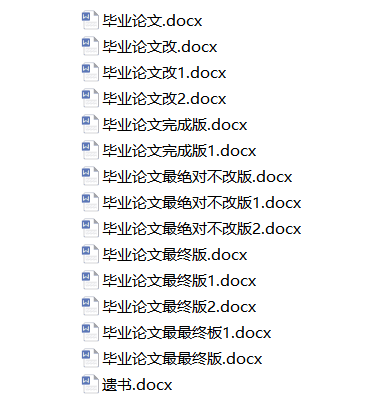 毕业论文.docx
毕业论文改.docx
毕业论文改1.docx
毕业论文改2.docx
毕业论文完成版.docx
毕业论文完成版1.docx
毕业论文最绝对不改版.docx
毕业论文最绝对不改版1.docx
毕业论文最绝对不改版2.docx
毕业论文最终版.docx
毕业论文最终版1.docx
毕业论文最终版2.docx
毕业论文最最终板1.docx
毕业论文最最终版.docx
遗书.docx